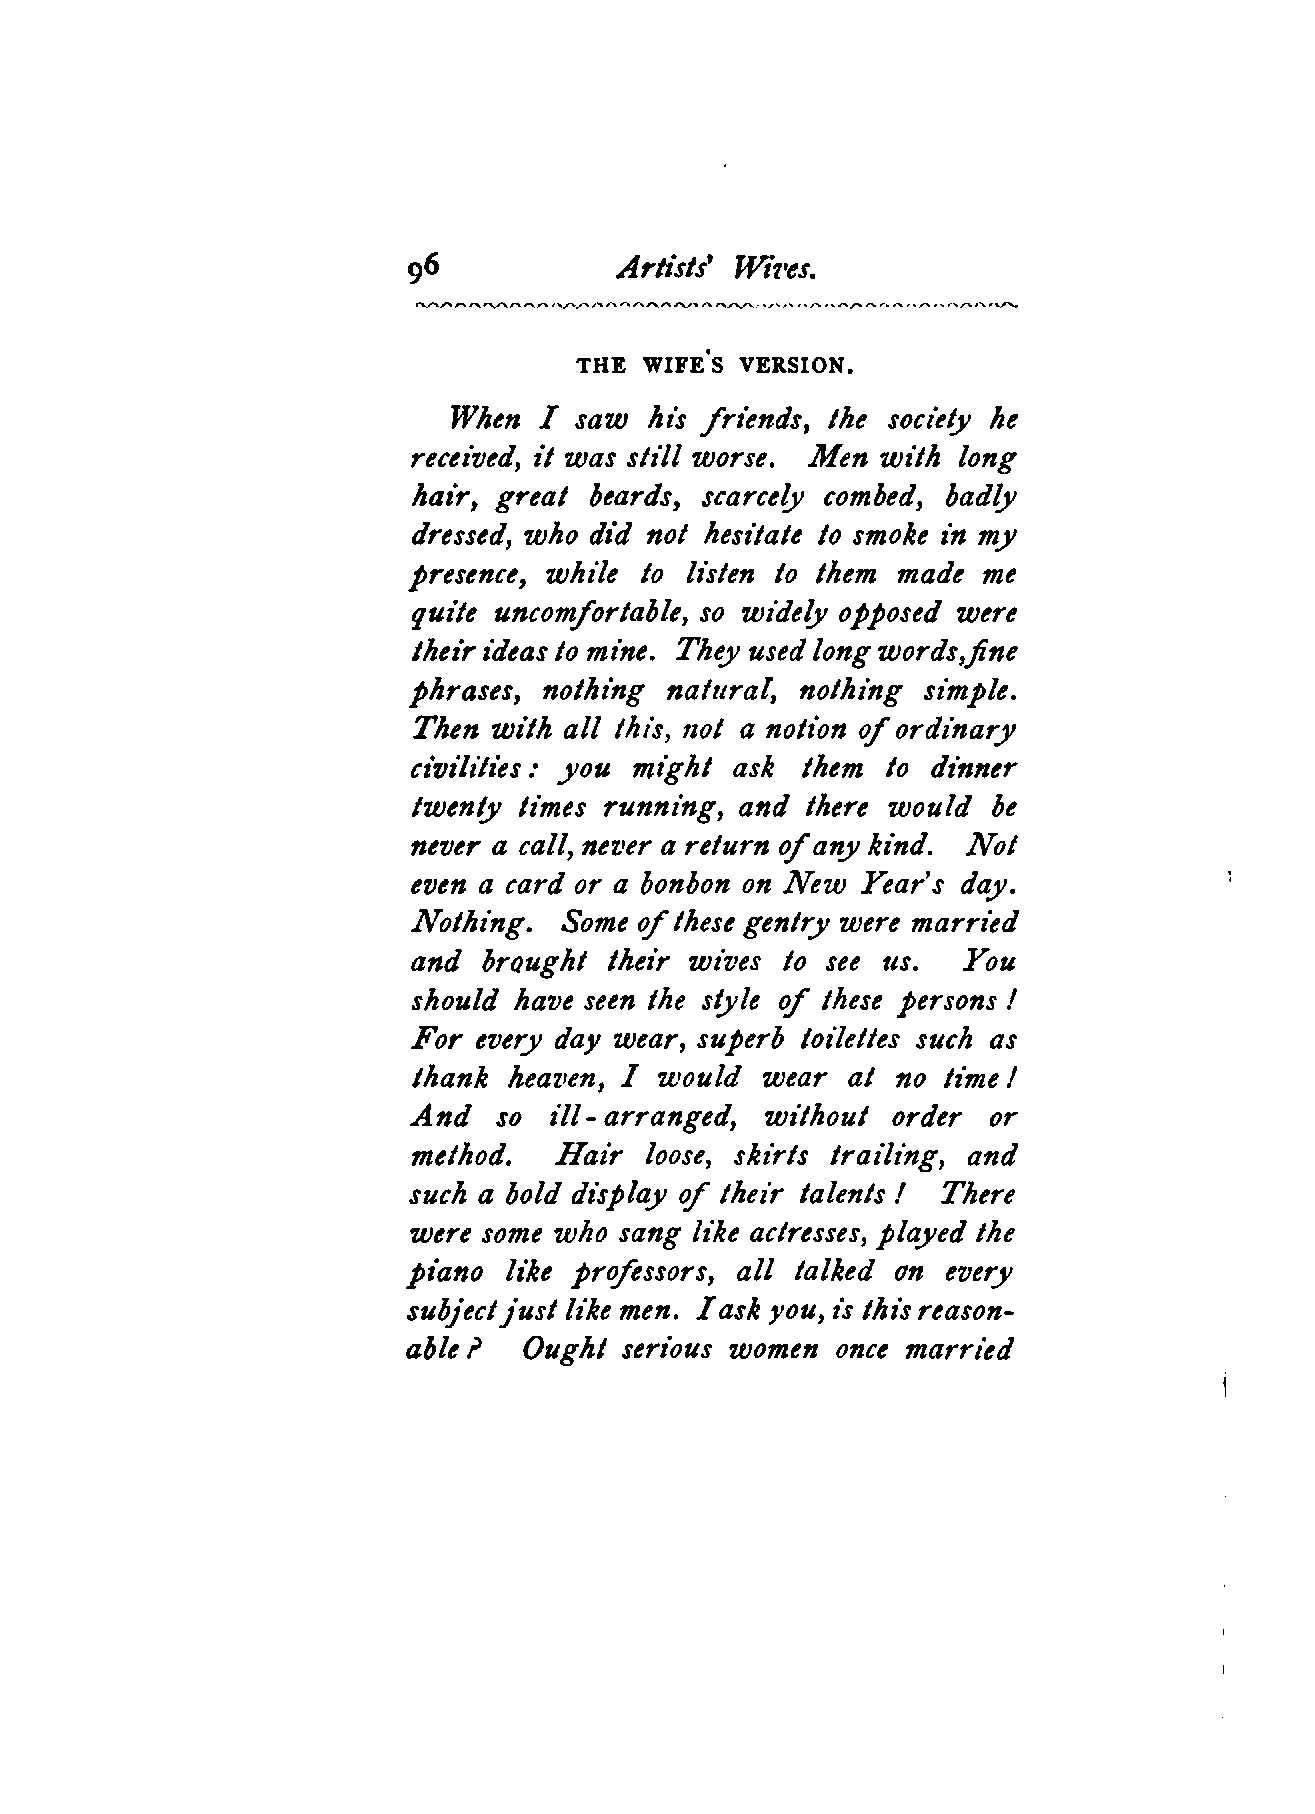 96 Artists' Wives.
THE WIFE'S VERSION.
When I saw his friends, the society he
received, it was still worse. Men with long
hair, great beards, scarcely combed, badly
dressed, who did not hesitate to smoke in my
presence, while to listen to them made me
quite uncomfortable, so widely opposed were
their ideas to mine. They used long words, fine
phrases, nothing natural, nothing simple.
Then with all this, not a notion of ordinary
civilities : you might ask them to dinner
twenty times running, and there would be
never a call, never a return of any kind. Not
even a card or a bonbon on New Year's day.
Nothing. Some of these gentry were married
and brought their wives to see us. You
should have seen the style of these persons !
For every day wear, superb toilettes such as
thank heaven, I would wear at no time !
And so ill-arranged, without order or
method. Hair loose, skirts trailing, and
such a bold display of their talents ! There
were some who sang like actresses, played the
piano like professors, all talked on every
subject just like men. I ask you, is this reason-
able ? Ought serious women once married